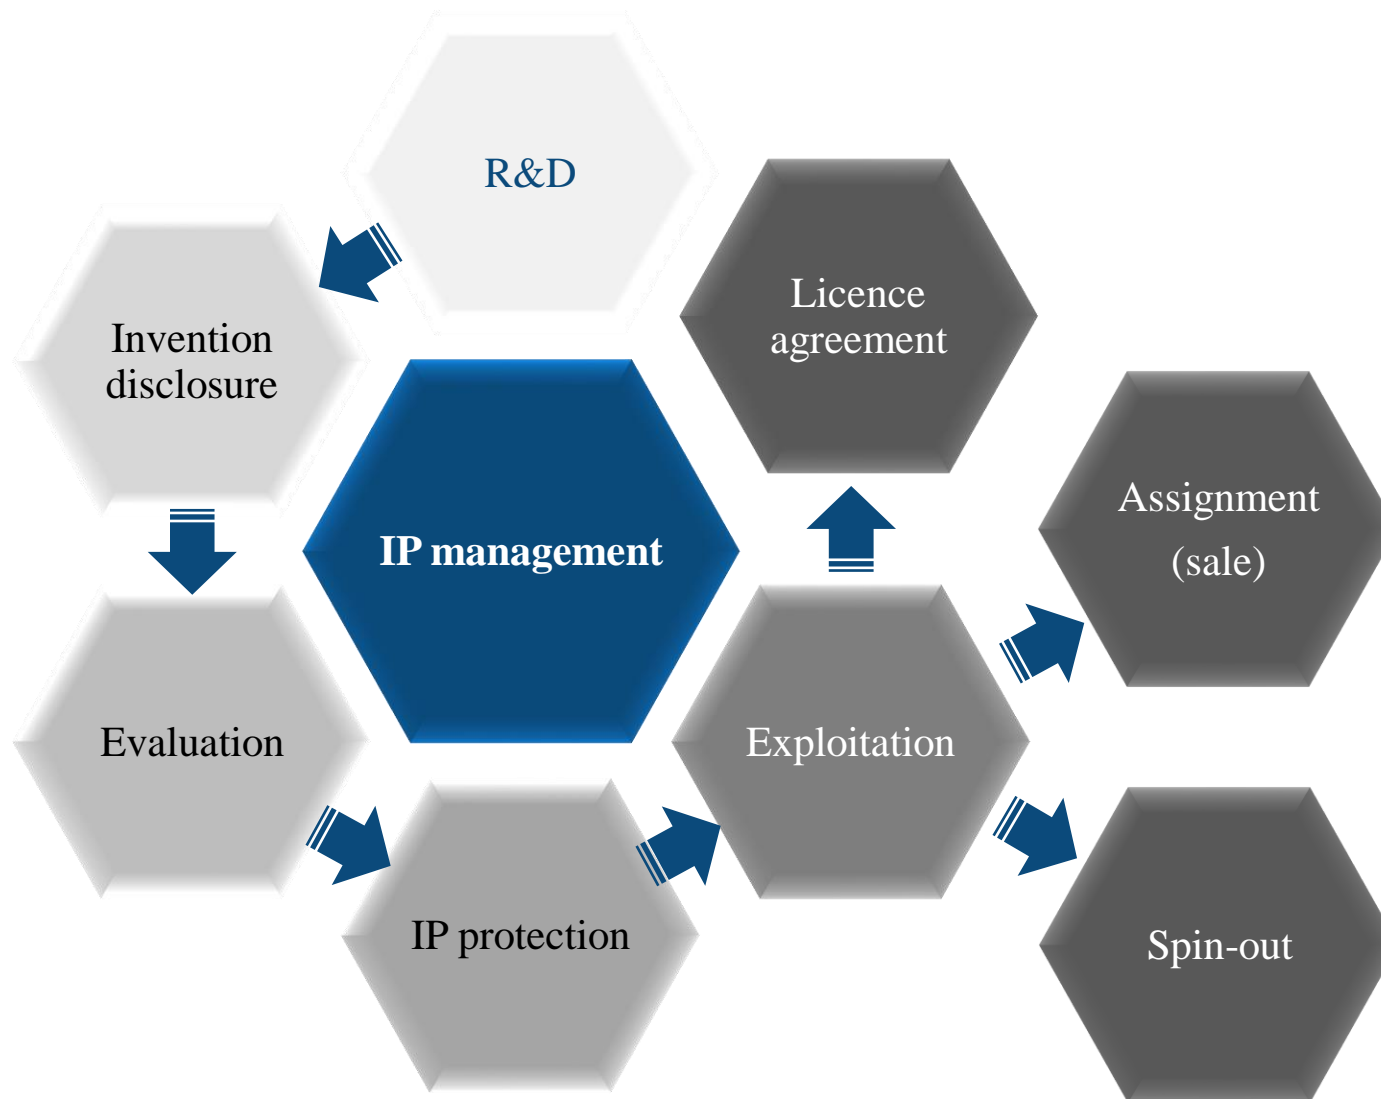 R&D
Invention
disclosure
Licence
agreement
IP management
Assignment
(sale)
Evaluation
Exploitation
IP protection
Spin-out